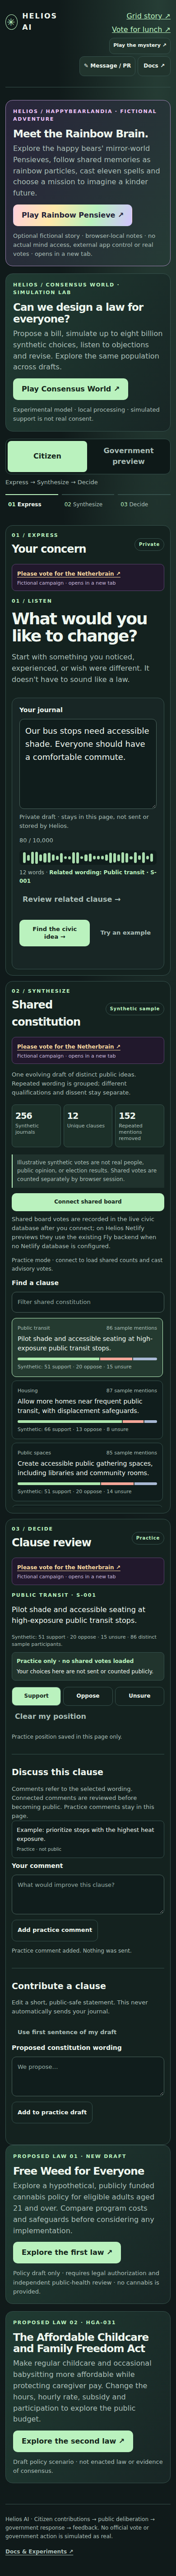 HELIOS
AI
Grid story ↗
Vote for lunch ↗
Play the mystery ↗
✎ Message / PR
Docs ↗
HELIOS / HAPPYBEARLANDIA · FICTIONAL
ADVENTURE
Meet the Rainbow Brain.
Explore the happy bears' mirror-world
Pensieves, follow shared memories as
rainbow particles, cast eleven spells and
choose a mission to imagine a kinder
future.
Play Rainbow Pensieve ↗
Optional fictional story · browser-local notes · no
actual mind access, external app control or real
votes · opens in a new tab.
HELIOS / CONSENSUS WORLD ·
SIMULATION LAB
Can we design a law for
everyone?
Propose a bill, simulate up to eight billion
synthetic choices, listen to objections
and revise. Explore the same population
across drafts.
Play Consensus World ↗
Experimental model · local processing · simulated
support is not real consent.
Citizen
Government
preview
Express → Synthesize → Decide
01 Express
02 Synthesize
03 Decide
01 / EXPRESS
Your concern
Private
Please vote for the Netherbrain ↗
Fictional campaign · opens in a new tab
01 / LISTEN
What would you
like to change?
Start with something you noticed,
experienced, or wish were different. It
doesn't have to sound like a law.
Your journal
Our bus stops need accessible
shade. Everyone should have
a comfortable commute.
Private draft · stays in this page, not sent or
stored by Helios.
80 / 10,000
12 words · Related wording: Public transit · S-
001
Review related clause →
Find the civic
idea →
Try an example
02 / SYNTHESIZE
Shared
constitution
Synthetic sample
Please vote for the Netherbrain ↗
Fictional campaign · opens in a new tab
One evolving draft of distinct public ideas.
Repeated wording is grouped; different
qualifications and dissent stay separate.
256
Synthetic
journals
12
Unique clauses
152
Repeated
mentions
removed
Illustrative synthetic votes are not real people,
public opinion, or election results. Shared votes are
counted separately by browser session.
Connect shared board
Shared board votes are recorded in the live civic
database after you connect; on Helios Netlify
previews they use the existing Fly backend when
no Netlify database is configured.
Practice mode · connect to load shared counts and cast
advisory votes.
Find a clause
Filter shared constitution
Public transit
86 sample mentions
Pilot shade and accessible seating at high-
exposure public transit stops.
Synthetic: 51 support · 20 oppose · 15 unsure
Housing
87 sample mentions
Allow more homes near frequent public
transit, with displacement safeguards.
Synthetic: 66 support · 13 oppose · 8 unsure
Public spaces
85 sample mentions
Create accessible public gathering spaces,
including libraries and community rooms.
Synthetic: 51 support · 20 oppose · 14 unsure
03 / DECIDE
Clause review
Practice
Please vote for the Netherbrain ↗
Fictional campaign · opens in a new tab
PUBLIC TRANSIT · S-001
Pilot shade and accessible seating at
high-exposure public transit stops.
Synthetic: 51 support · 20 oppose · 15 unsure · 86 distinct
sample participants.
Practice only · no shared votes loaded
Your choices here are not sent or counted publicly.
Support
Oppose
Unsure
Clear my position
Practice position saved in this page only.
Discuss this clause
Comments refer to the selected wording.
Connected comments are reviewed before
becoming public. Practice comments stay in this
page.
Example: prioritize stops with the highest heat
exposure.
Practice · not public
Your comment
What would improve this clause?
Add practice comment
Practice comment added. Nothing was sent.
Contribute a clause
Edit a short, public-safe statement. This never
automatically sends your journal.
Use first sentence of my draft
Proposed constitution wording
We propose...
Add to practice draft
PROPOSED LAW 01 · NEW DRAFT
Free Weed for Everyone
Explore a hypothetical, publicly funded
cannabis policy for eligible adults aged
21 and over. Compare program costs
and safeguards before considering any
implementation.
Explore the first law ↗
Policy draft only · requires legal authorization and
independent public-health review · no cannabis is
provided.
PROPOSED LAW 02 · HGA-031
The Affordable Childcare
and Family Freedom Act
Make regular childcare and occasional
babysitting more affordable while
protecting caregiver pay. Change the
hours, hourly rate, subsidy and
participation to explore the public
budget.
Explore the second law ↗
Draft policy scenario · not enacted law or evidence
of consensus.
Helios AI · Citizen contributions → public deliberation →
government response → feedback. No official vote or
government action is simulated as real.
Docs & Experiments ↗